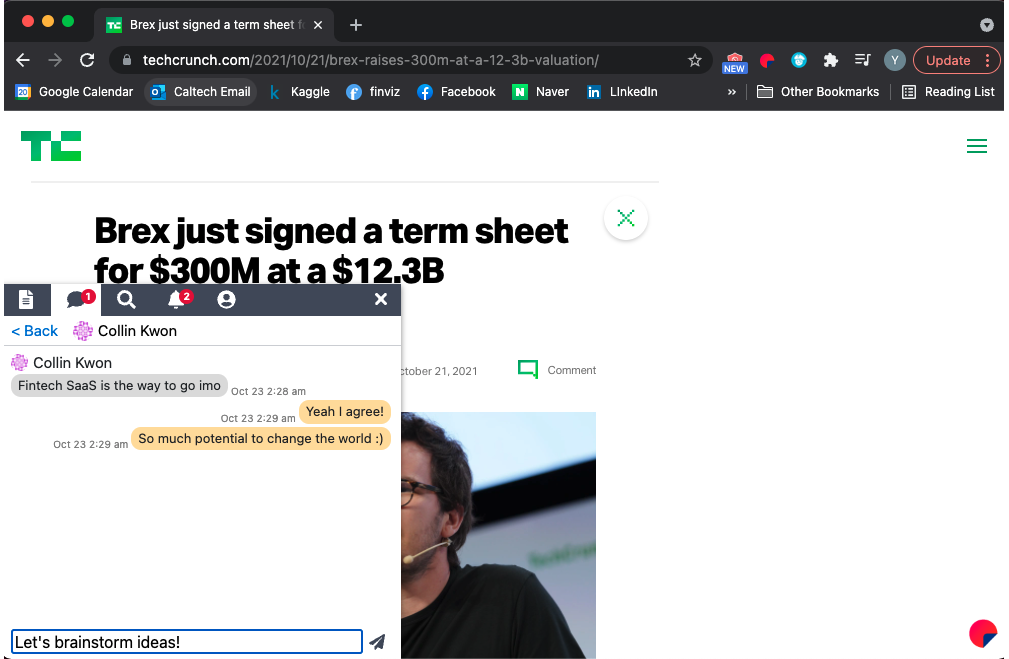 Brex just signed a term sheet f
techcrunch.com/2021/10/21/brex-raises-300m-at-a-12-3b-valuation/
NEW
Y
Update
20
Google Calendar
Caltech Email
Kaggle
finviz
Facebook
N
Naver
in
LInkedIn
»
Other Bookmarks
Reading List
TC
Brex just signed a term sheet
for $300M at a $12.3B
1
2
< Back
Collin Kwon
Collin Kwon
Fintech SaaS is the way to go imo
Oct 23 2:28 am
Oct 23 2:29 am
Yeah I agree!
Oct 23 2:29 am
So much potential to change the world :)
ctober 21, 2021
Comment
Let's brainstorm ideas!